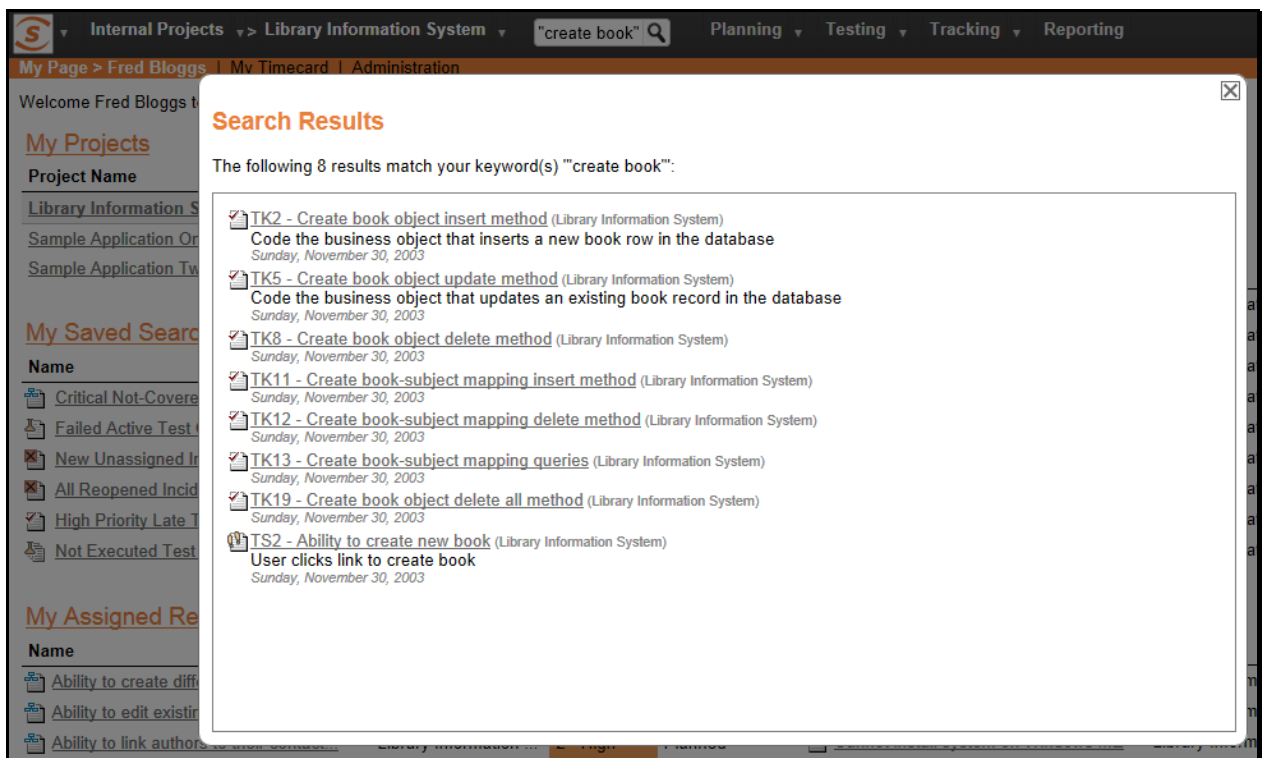 Internal Projects > Library Information System "create book" Planning Testing Tracking Reporting
My Page > Fred Bloggs | My Timecard | Administration
Welcome Fred Bloggs t
My Projects
Project Name
Library Information S
Sample Application Or
Sample Application Tw
My Saved Searc
Name
Critical Not-Covere
Failed Active Test
New Unassigned Ir
All Reopened Incid
High Priority Late T
Not Executed Test
My Assigned Re
Name
Ability to create diff
Ability to edit existir
Ability to link authors
Search Results
The following 8 results match your keyword(s) '"create book"':
TK2 - Create book object insert method (Library Information System)
Code the business object that inserts a new book row in the database
Sunday, November 30, 2003
TK5 - Create book object update method (Library Information System)
Code the business object that updates an existing book record in the database
Sunday, November 30, 2003
TK8 - Create book object delete method (Library Information System)
Sunday, November 30, 2003
TK11 - Create book-subject mapping insert method (Library Information System)
Sunday, November 30, 2003
TK12 - Create book-subject mapping delete method (Library Information System)
Sunday, November 30, 2003
TK13 - Create book-subject mapping queries (Library Information System)
Sunday, November 30, 2003
TK19 - Create book object delete all method (Library Information System)
Sunday, November 30, 2003
TS2 - Ability to create new book (Library Information System)
User clicks link to create book
Sunday, November 30, 2003